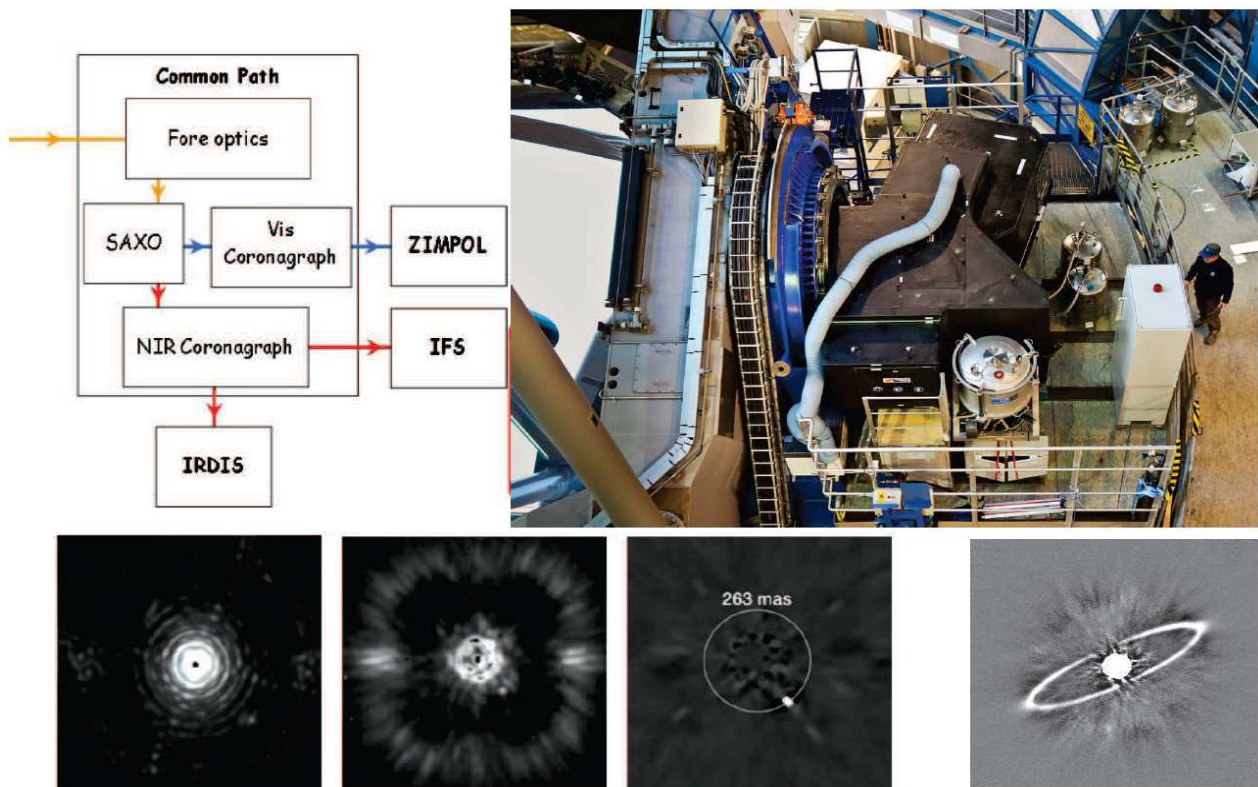 Common Path
Fore optics
SAXO
Vis
Coronagraph
ZIMPOL
NIR Coronagraph
IFS
IRDIS
263 mas